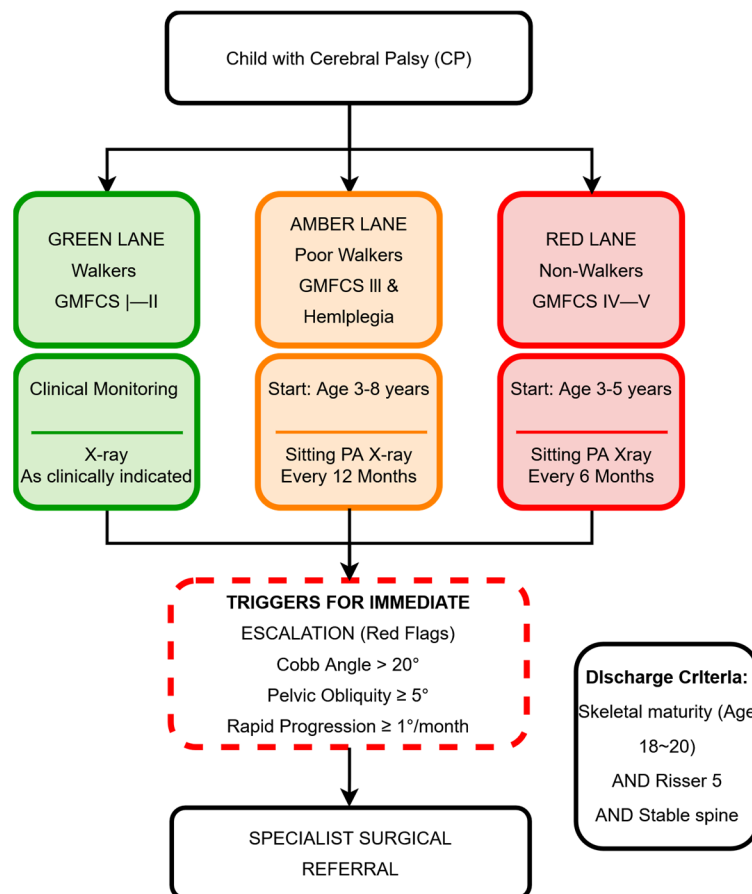 Child with Cerebral Palsy (CP)
GREEN LANE
Walkers
GMFCS |—II
AMBER LANE
Poor Walkers
GMFCS III &
Hemlplegia
RED LANE
Non-Walkers
GMFCS IV—V
Clinical Monitoring
X-ray
As clinically indicated
Start: Age 3-8 years
Sitting PA X-ray
Every 12 Months
Start: Age 3-5 years
Sitting PA Xray
Every 6 Months
TRIGGERS FOR IMMEDIATE
ESCALATION (Red Flags)
Cobb Angle > 20°
Pelvic Obliquity ≥ 5°
Rapid Progression ≥ 1°/month
DIscharge CrIterIa:
Skeletal maturity (Age
18~20)
AND Risser 5
AND Stable spine
SPECIALIST SURGICAL
REFERRAL